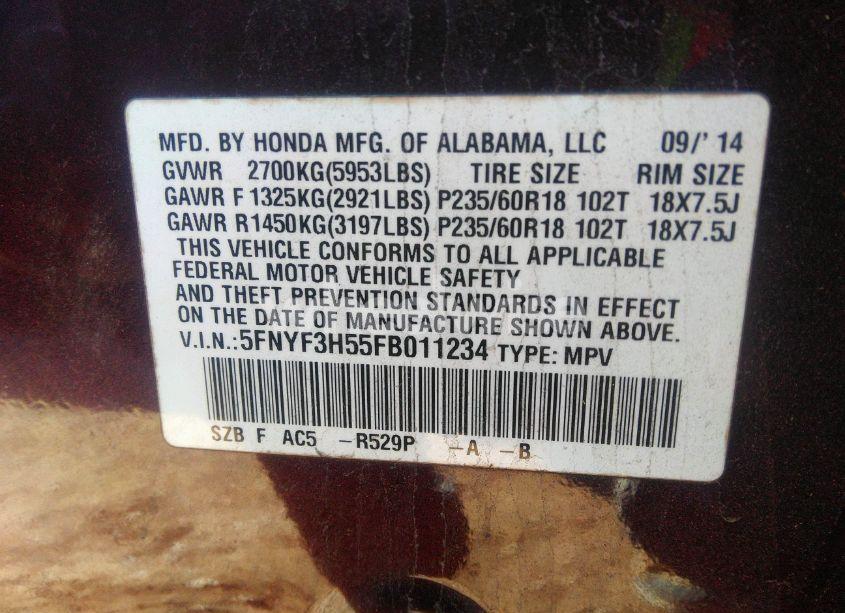 MFD. BY HONDA MFG. OF ALABAMA, LLC 09/' 14
GVWR 2700KG(5953LBS) TIRE SIZE RIM SIZE
GAWR F 1325KG(2921LBS) P235/60R18 102T 18X7.5J
GAWR R1450KG(3197LBS) P235/60R18 102T 18X7.5J
THIS VEHICLE CONFORMS TO ALL APPLICABLE
FEDERAL MOTOR VEHICLE SAFETY
AND THEFT PREVENTION STANDARDS IN EFFECT
ON THE DATE OF MANUFACTURE SHOWN ABOVE.
V.I.N.:5FNYF3H55FB011234 TYPE: MPV
SZB F AC5 -R529P -A -B